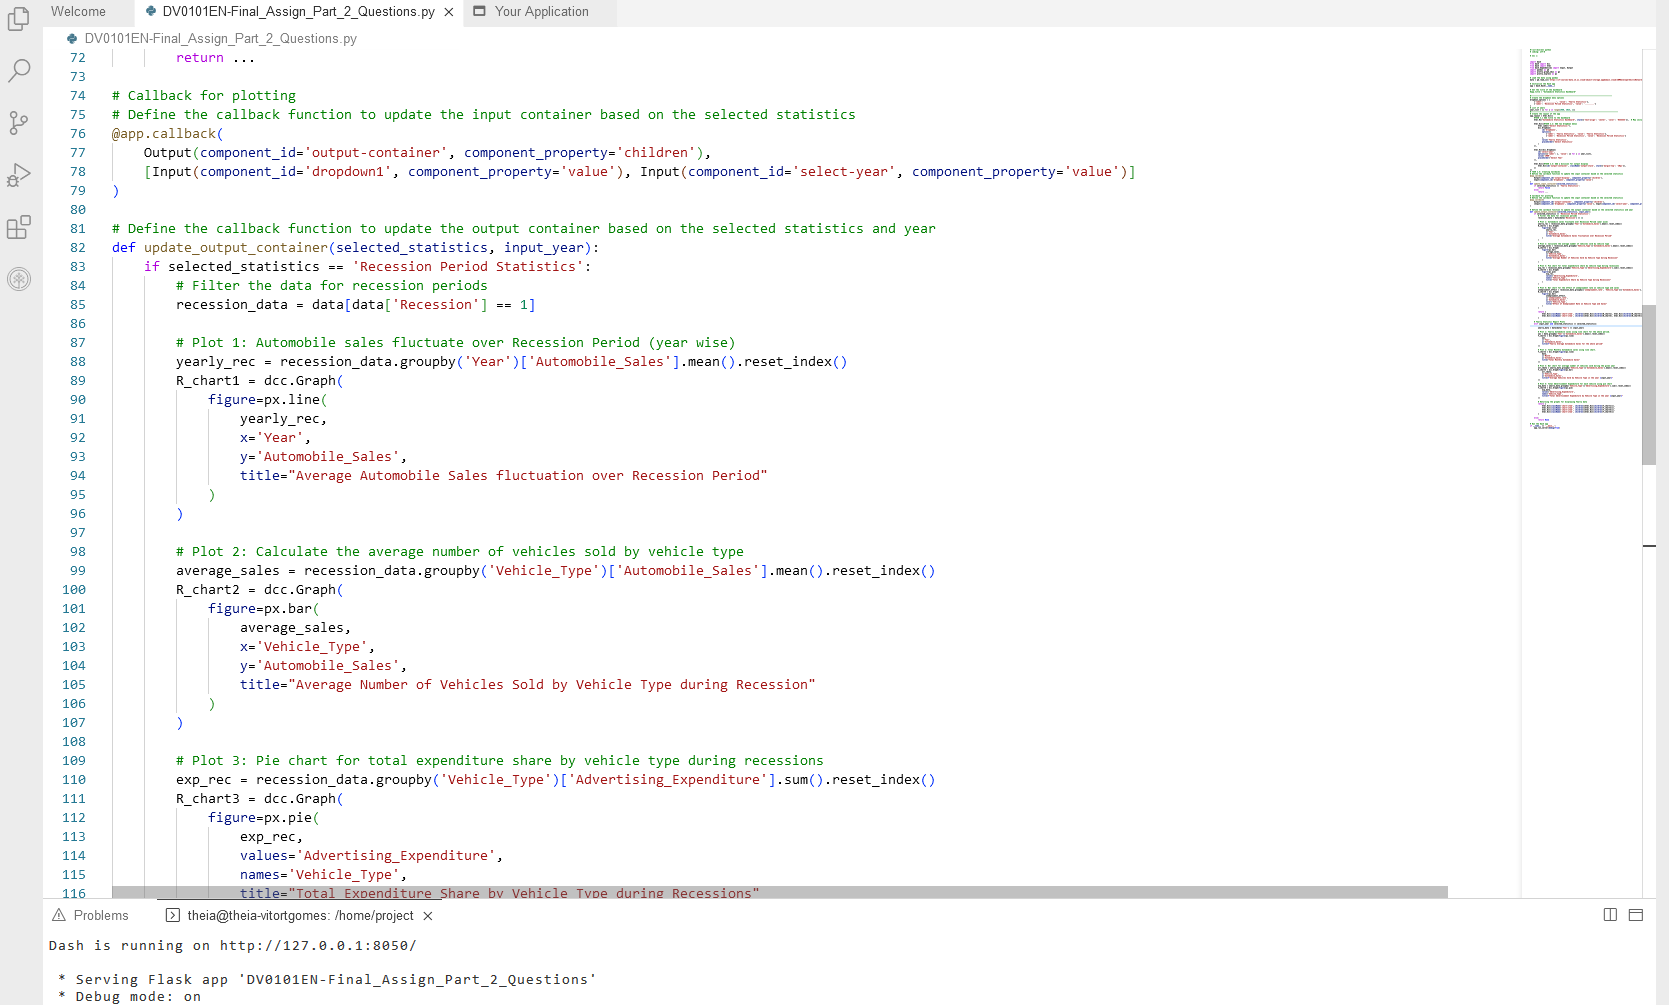 Welcome
DV0101EN-Final_Assign_Part_2_Questions.py ×
Your Application
DV0101EN-Final_Assign_Part_2_Questions.py
72 return ...
73
74 # Callback for plotting
75 # Define the callback function to update the input container based on the selected statistics
76 @app.callback(
77 Output(component_id='output-container', component_property='children'),
78 [Input(component_id='dropdown1', component_property='value'), Input(component_id='select-year', component_property='value')]
79 )
80
81 # Define the callback function to update the output container based on the selected statistics and year
82 def update_output_container(selected_statistics, input_year):
83 if selected_statistics == 'Recession Period Statistics':
84 # Filter the data for recession periods
85 recession_data = data[data['Recession'] == 1]
86
87 # Plot 1: Automobile sales fluctuate over Recession Period (year wise)
88 yearly_rec = recession_data.groupby('Year')['Automobile_Sales'].mean().reset_index()
89 R_chart1 = dcc.Graph(
90 figure=px.line(
91 yearly_rec,
92 x='Year',
93 y='Automobile_Sales',
94 title="Average Automobile Sales fluctuation over Recession Period"
95 )
96 )
97
98 # Plot 2: Calculate the average number of vehicles sold by vehicle type
99 average_sales = recession_data.groupby('Vehicle_Type')['Automobile_Sales'].mean().reset_index()
100 R_chart2 = dcc.Graph(
101 figure=px.bar(
102 average_sales,
103 x='Vehicle_Type',
104 y='Automobile_Sales',
105 title="Average Number of Vehicles Sold by Vehicle Type during Recession"
106 )
107 )
108
109 # Plot 3: Pie chart for total expenditure share by vehicle type during recessions
110 exp_rec = recession_data.groupby('Vehicle_Type')['Advertising_Expenditure'].sum().reset_index()
111 R_chart3 = dcc.Graph(
112 figure=px.pie(
113 exp_rec,
114 values='Advertising_Expenditure',
115 names='Vehicle_Type',
116 title="Total Expenditure Share by Vehicle Type during Recessions"
Problems
theia@theia-vitortgomes: /home/project ×
Dash is running on http://127.0.0.1:8050/
* Serving Flask app 'DV0101EN-Final_Assign_Part_2_Questions'
* Debug mode: on